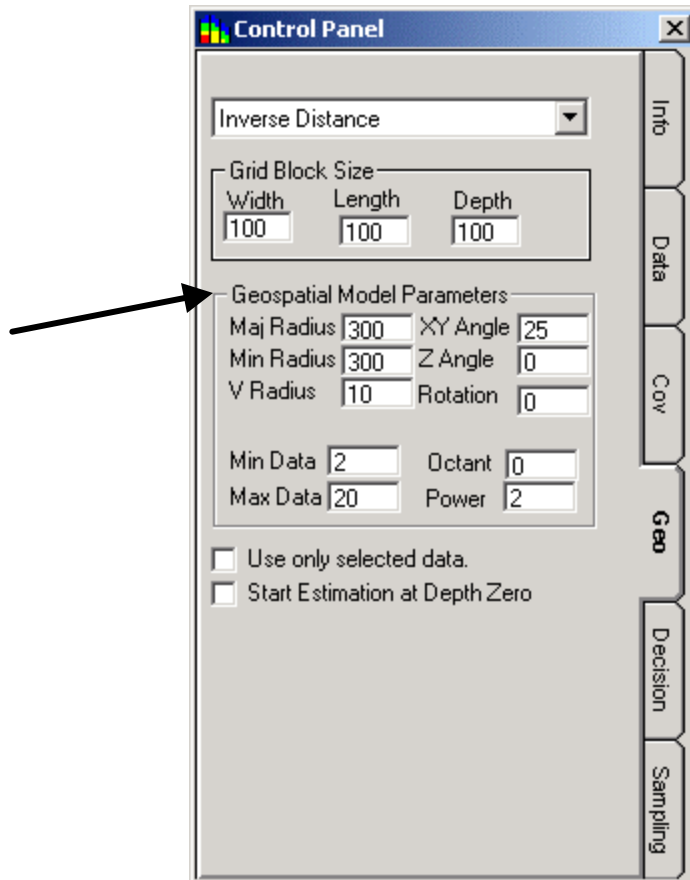 Control Panel
Inverse Distance
Grid Block Size
Width Length Depth
100 100 100
Geospatial Model Parameters
Maj Radius 300 XY Angle 25
Min Radius 300 Z Angle 0
V Radius 10 Rotation 0
Min Data 2 Octant 0
Max Data 20 Power 2
Use only selected data.
Start Estimation at Depth Zero
Info
Data
Cov
Geo
Decision
Sampling